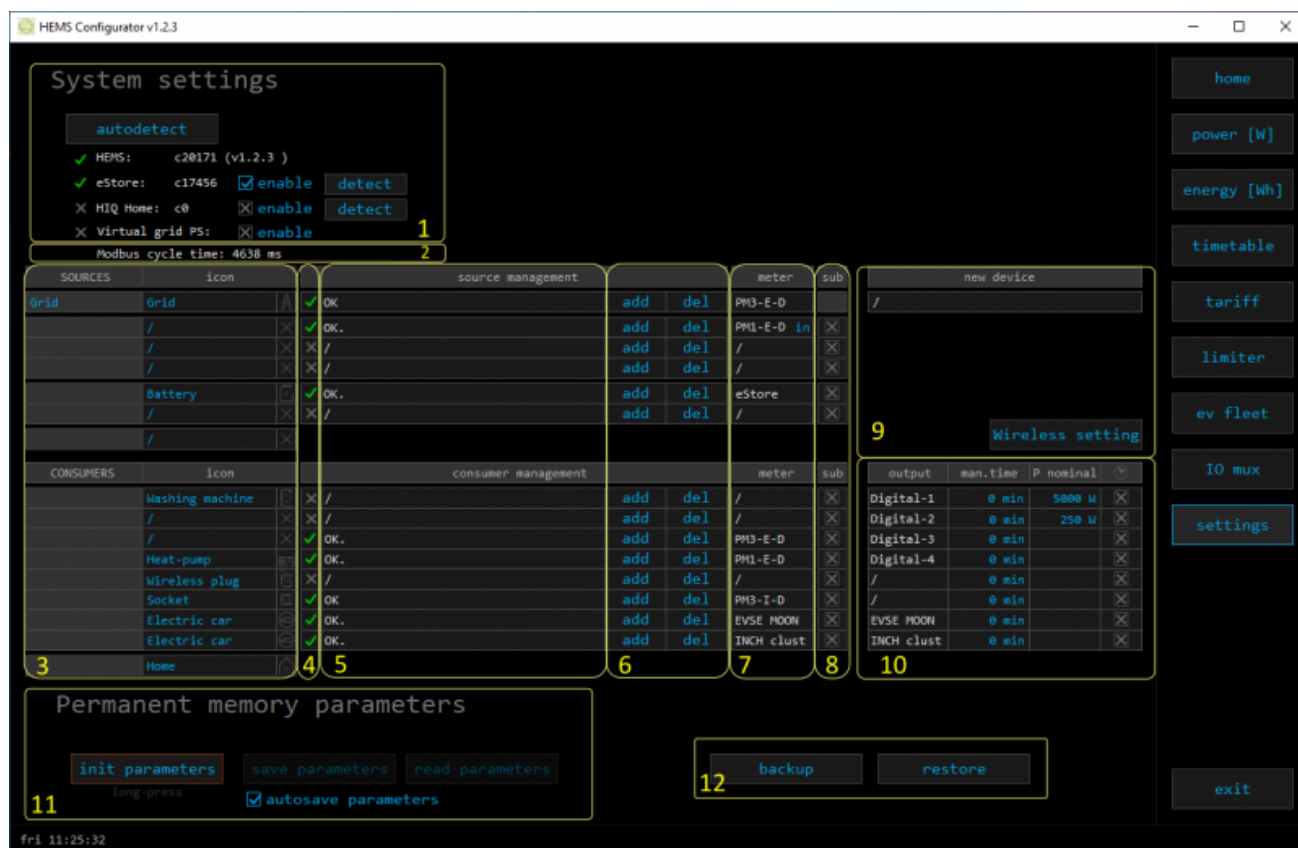 HEMS Configurator v1.2.3
System settings
home
autodetect
HEMS: c20171 (v1.2.3 )
power [W]
eStore: c17456 enable detect
energy [Wh]
HIQ Home: c0 enable detect
Virtual grid PS: enable 1
Modbus cycle time: 4638 ms 2
timetable
SOURCES icon source management meter sub new device
Grid Grid OK add del PM3-E-D /
tariff
/ OK. add del PM1-E-D in
/ / add del /
/ / add del /
limiter
Battery OK. add del eStore
/ / add del /
ev fleet
/ 9 Wireless setting
CONSUMERS icon consumer management meter sub output man.time P nominal
IO mux
Washing machine / add del / Digital-1 0 min 5000 W
/ / add del / Digital-2 0 min 250 W
settings
/ OK. add del PM3-E-D Digital-3 0 min
Heat-pump OK. add del PM1-E-D Digital-4 0 min
Wireless plug / add del / / 0 min
Socket OK add del PM3-I-D / 0 min
Electric car OK. add del EVSE MOON EVSE MOON 0 min
Electric car OK. add del INCH clust INCH clust 0 min
3 Home 4 5 6 7 8 10
Permanent memory parameters
init parameters save parameters read parameters
long-press
autosave parameters
11
12 backup restore
exit
fri 11:25:32